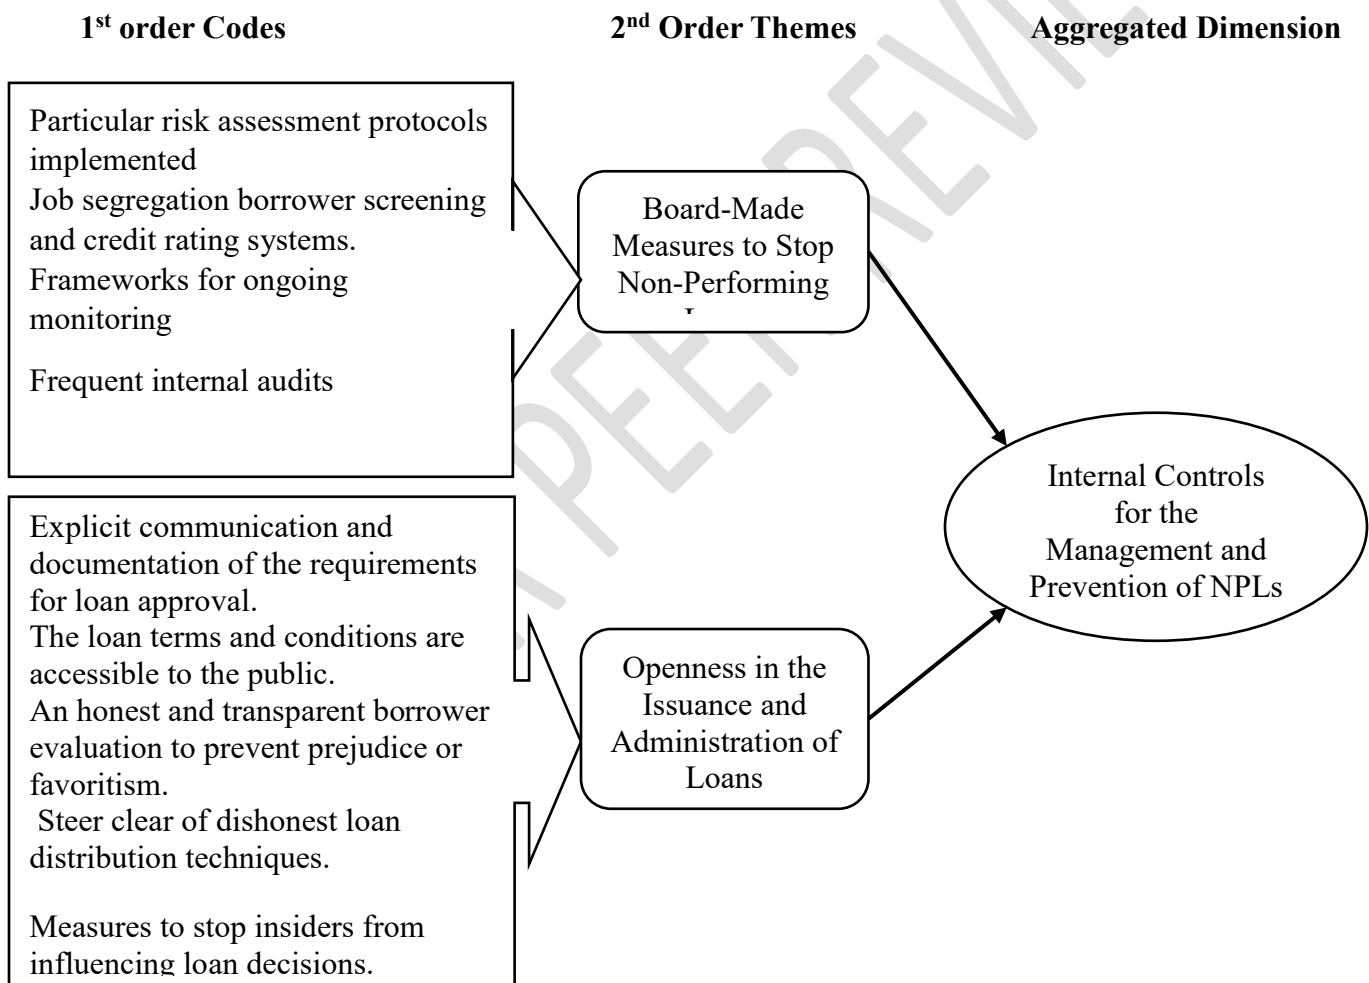 1st order Codes
2nd Order Themes
Aggregated Dimension
Particular risk assessment protocols
implemented
Job segregation borrower screening
and credit rating systems.
Frameworks for ongoing
monitoring
Frequent internal audits
Board-Made
Measures to Stop
Non-Performing
Explicit communication and
documentation of the requirements
for loan approval.
The loan terms and conditions are
accessible to the public.
An honest and transparent borrower
evaluation to prevent prejudice or
favoritism.
Steer clear of dishonest loan
distribution techniques.
Measures to stop insiders from
influencing loan decisions.
Openness in the
Issuance and
Administration of
Loans
Internal Controls
for the
Management and
Prevention of NPLs
PEER